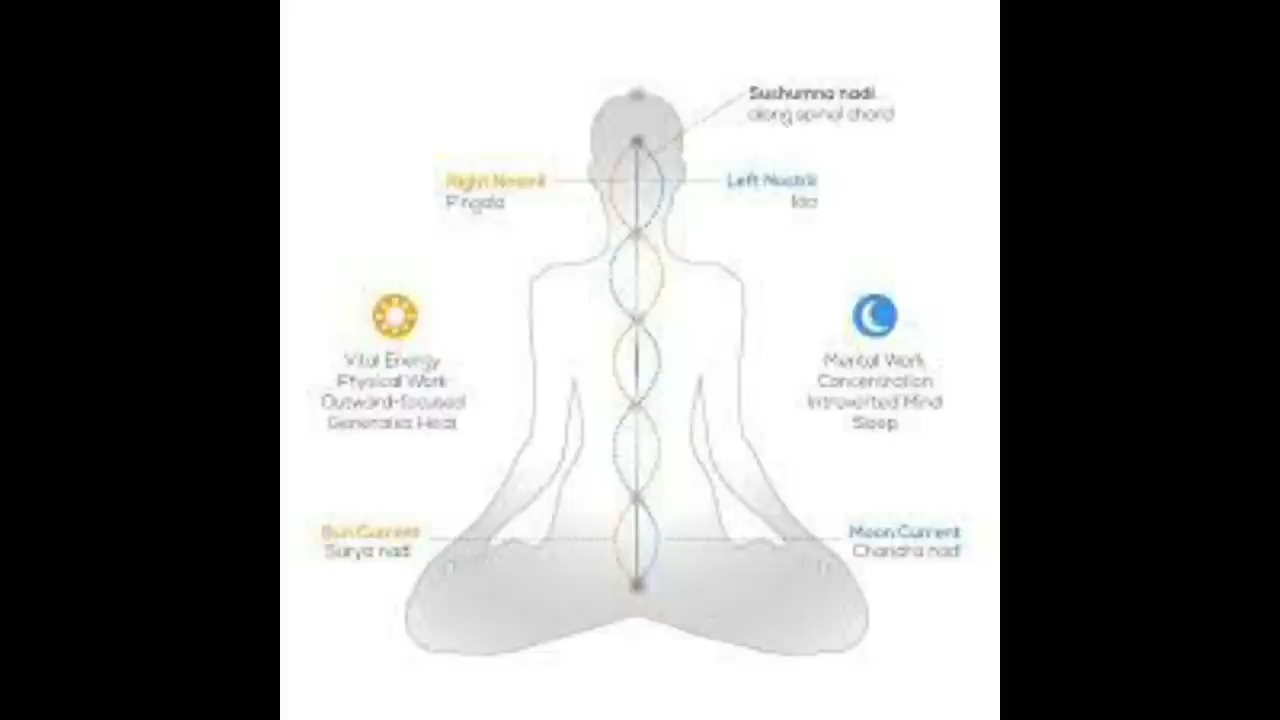 Sushumna nadi
along spinal chord
Right Nostril
Pingala
Left Nostril
Ida
Vital Energy
Physical Work
Outward-focused
Generates Heat
Mental Work
Concentration
Introverted Mind
Sleep
Sun Current
Surya nadi
Moon Current
Chandra nadi